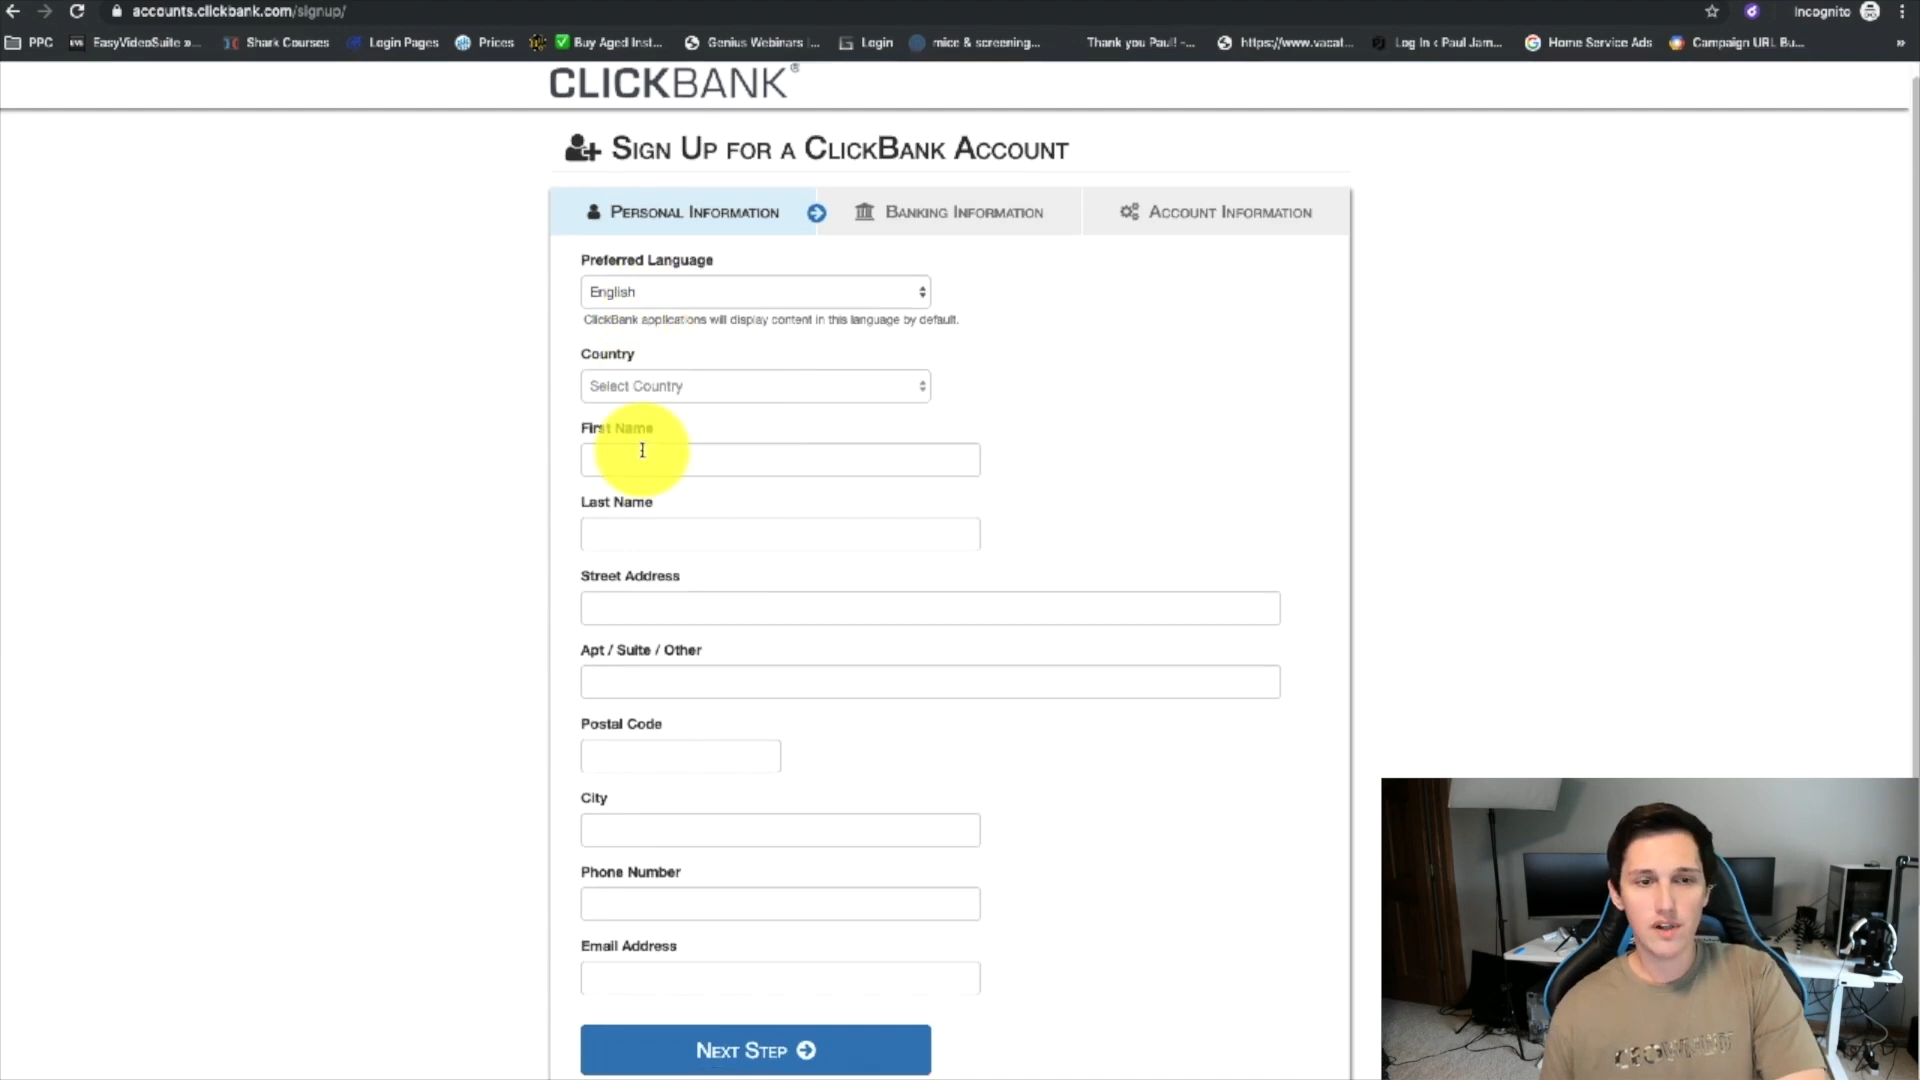 accounts.clickbank.com/signup/
Incognito
PPC EasyVideoSuite »... Shark Courses Login Pages Prices Buy Aged Inst... Genius Webinars |... Login mice & screening... Thank you Paul! -... https://www.vacat... Log In ‹ Paul Jam... Home Service Ads Campaign URL Bu... »
CLICKBANK®
SIGN UP FOR A CLICKBANK ACCOUNT
PERSONAL INFORMATION BANKING INFORMATION ACCOUNT INFORMATION
Preferred Language
English
ClickBank applications will display content in this language by default.
Country
Select Country
First Name
Last Name
Street Address
Apt / Suite / Other
Postal Code
City
Phone Number
Email Address
NEXT STEP